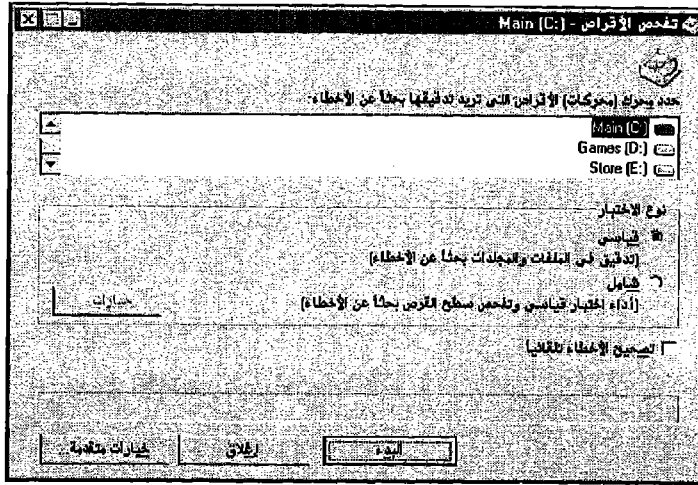 تفحص الأقراص - Main (C:)
حدد محرك (محركات) الأقراص التي تريد تدقيقها بحثاً عن الأخطاء:
Main (C:)
Games (D:)
Store (E:)
نوع الاختبار
قياسي
(تدقيق في الملفات والمجلدات بحثاً عن الأخطاء)
شامل
(أداء اختبار قياسي وتفحص سطح القرص بحثاً عن الأخطاء)
خيارات
تصحيح الأخطاء تلقائياً
البدء
إغلاق
خيارات متقدمة